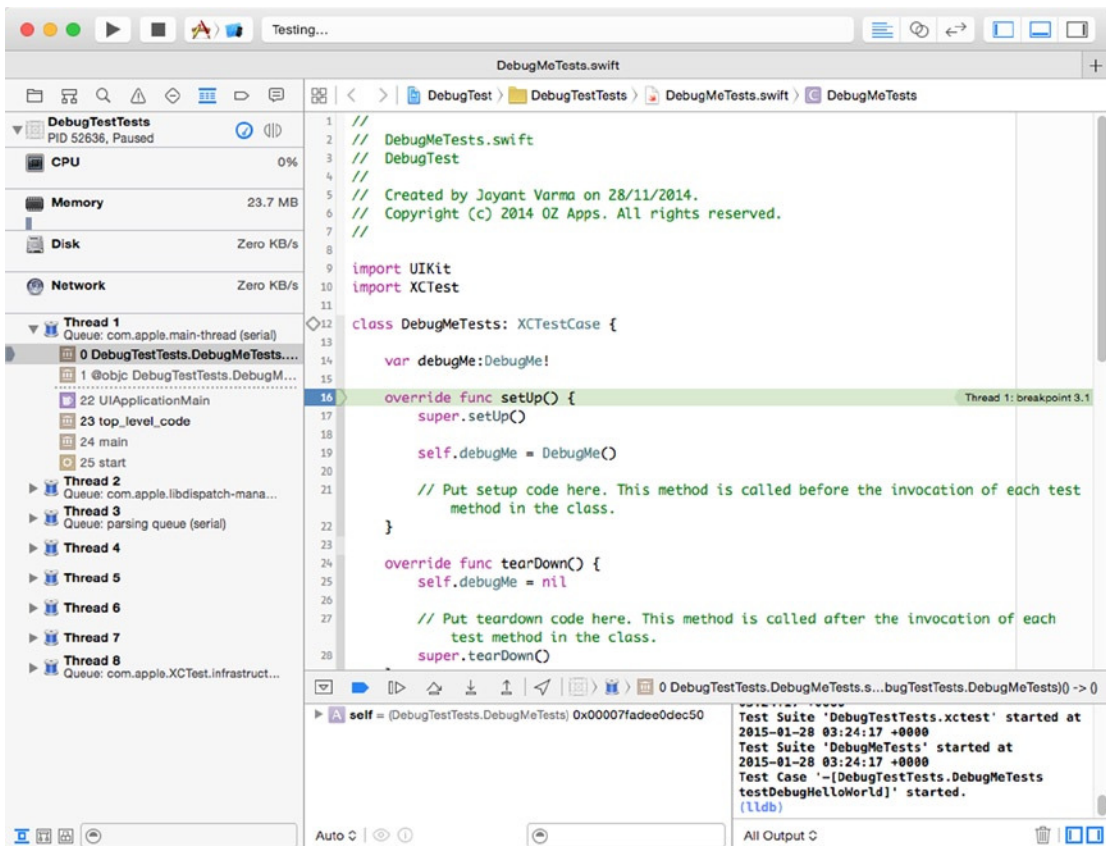 Testing...
DebugMeTests.swift
DebugTest
DebugTestTests
DebugMeTests.swift
DebugMeTests
DebugTestTests
PID 52636, Paused
CPU 0%
Memory 23.7 MB
Disk Zero KB/s
Network Zero KB/s
Thread 1
Queue: com.apple.main-thread (serial)
0 DebugTestTests.DebugMeTests....
1 @objc DebugTestTests.DebugM...
22 UIApplicationMain
23 top_level_code
24 main
25 start
Thread 2
Queue: com.apple.libdispatch-mana...
Thread 3
Queue: parsing queue (serial)
Thread 4
Thread 5
Thread 6
Thread 7
Thread 8
Queue: com.apple.XCTest.infrastruct...
1 //
2 // DebugMeTests.swift
3 // DebugTest
4 //
5 // Created by Jayant Varma on 28/11/2014.
6 // Copyright (c) 2014 OZ Apps. All rights reserved.
7 //
8
9 import UIKit
10 import XCTest
11
12 class DebugMeTests: XCTestCase {
13
14 var debugMe:DebugMe!
15
16 override func setUp() { Thread 1: breakpoint 3.1
17 super.setUp()
18
19 self.debugMe = DebugMe()
20
21 // Put setup code here. This method is called before the invocation of each test
method in the class.
22 }
23
24 override func tearDown() {
25 self.debugMe = nil
26
27 // Put teardown code here. This method is called after the invocation of each
test method in the class.
28 super.tearDown()
0 DebugTestTests.DebugMeTests.s...bugTestTests.DebugMeTests)() -> ()
A self = (DebugTestTests.DebugMeTests) 0x00007fadee0dec50
Test Suite 'DebugTestTests.xctest' started at
2015-01-28 03:24:17 +0000
Test Suite 'DebugMeTests' started at
2015-01-28 03:24:17 +0000
Test Case '-[DebugTestTests.DebugMeTests
testDebugHelloWorld]' started.
(lldb)
Auto
All Output